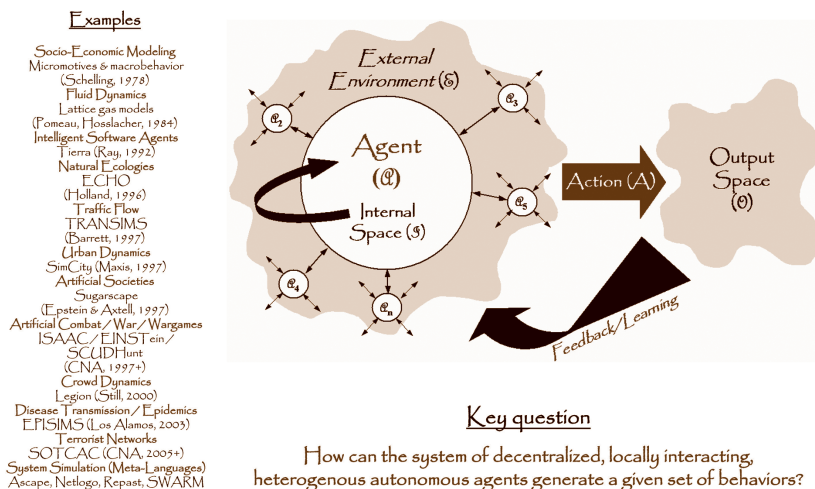 Examples
Socio-Economic Modeling
Micromotives & macrobehavior
(Schelling, 1978)
Fluid Dynamics
Lattice gas models
(Pomeau, Hosslacher, 1984)
Intelligent Software Agents
Tierra (Ray, 1992)
Natural Ecologies
ECHO
(Holland, 1996)
Traffic Flow
TRANSIMS
(Barrett, 1997)
Urban Dynamics
SimCity (Maxis, 1997)
Artificial Societies
Sugarscape
(Epstein & Axtell, 1997)
Artificial Combat / War / Wargames
ISAAC / EINSTein /
SCUDHunt
(CNA, 1997+)
Crowd Dynamics
Legion (Still, 2000)
Disease Transmission / Epidemics
EPISIMS (Los Alamos, 2003)
Terrorist Networks
SOTCAC (CNA, 2005+)
System Simulation (Meta-Languages)
Ascape, Netlogo, Repast, SWARM
External
Environment (ℰ)
𝒜2
𝒜3
Agent
(𝒜)
Internal
Space (ℐ)
𝒜5
𝒜4
𝒜n
Action (A)
Output
Space
(𝒪)
Feedback/Learning
Key question
How can the system of decentralized, locally interacting,
heterogenous autonomous agents generate a given set of behaviors?